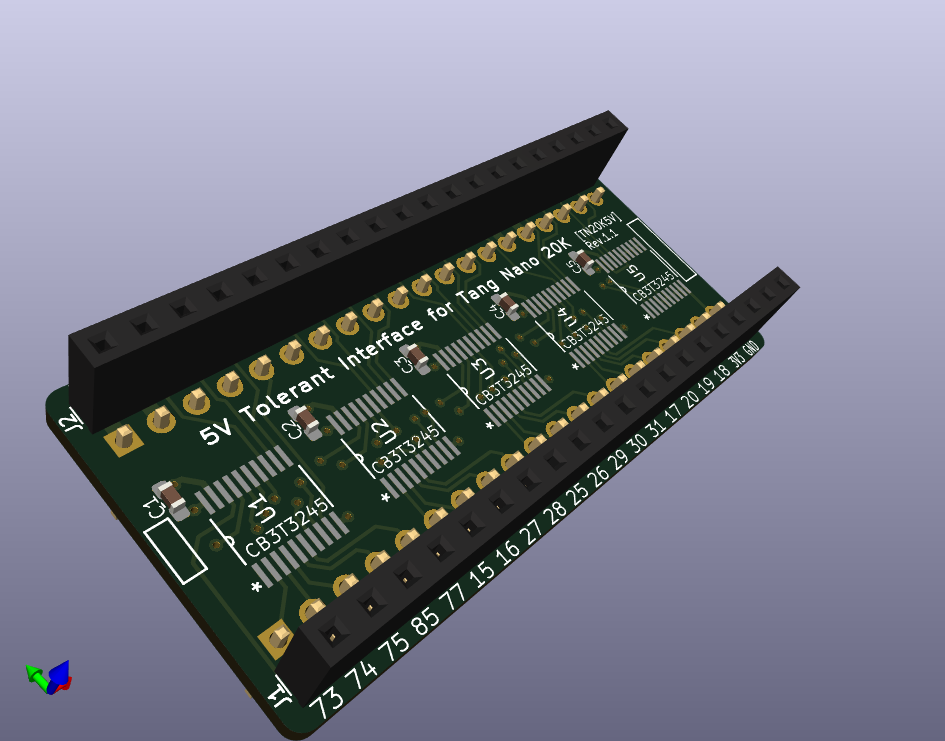 J2
5V Tolerant Interface for Tang Nano 20K
[TN20K5V]
Rev.1.1
C1
U1
CB3T3245
*
C2
U2
CB3T3245
*
C3
U3
CB3T3245
*
C4
U4
CB3T3245
*
C5
U5
CB3T3245
*
J1
73 74 75 85 77 15 16 27 28 25 26 29 30 31 17 20 19 18 3V3 GND